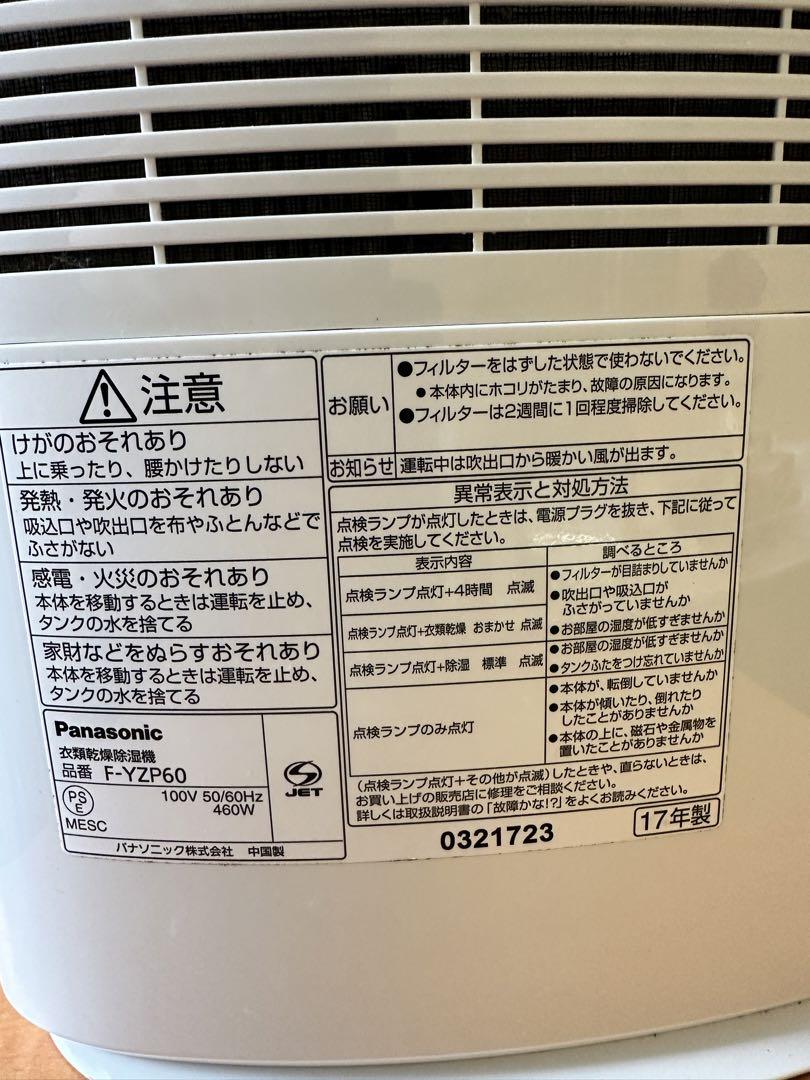 注意
けがのおそれあり
上に乗ったり、腰かけたりしない
発熱・発火のおそれあり
吸込口や吹出口を布やふとんなどで
ふさがない
感電・火災のおそれあり
本体を移動するときは運転を止め、
タンクの水を捨てる
家財などをぬらすおそれあり
本体を移動するときは運転を止め、
タンクの水を捨てる
Panasonic
衣類乾燥除湿機
品番 F-YZP60
PS
E
MESC
100V 50/60Hz
460W
JET
パナソニック株式会社 中国製
お願い
●フィルターをはずした状態で使わないでください。
●本体内にホコリがたまり、故障の原因になります。
●フィルターは2週間に1回程度掃除してください。
お知らせ
運転中は吹出口から暖かい風が出ます。
異常表示と対処方法
点検ランプが点灯したときは、電源プラグを抜き、下記に従って
点検を実施してください。
表示内容
調べるところ
点検ランプ点灯+4時間 点滅
●フィルターが目詰まりしていませんか
●吹出口や吸込口が
ふさがっていませんか
点検ランプ点灯+衣類乾燥 おまかせ 点滅
●お部屋の湿度が低すぎませんか
点検ランプ点灯+除湿 標準 点滅
●お部屋の湿度が低すぎませんか
●タンクふたをつけ忘れていませんか
点検ランプのみ点灯
●本体が、転倒していませんか
●本体が傾いたり、倒れたり
したことがありませんか
●本体の上に、磁石や金属物を
置いたことがありませんか
(点検ランプ点灯+その他が点滅)したときや、直らないときは、
お買い上げの販売店に修理をご相談ください。
詳しくは取扱説明書の「故障かな!?」をよくお読みください。
0321723
17年製